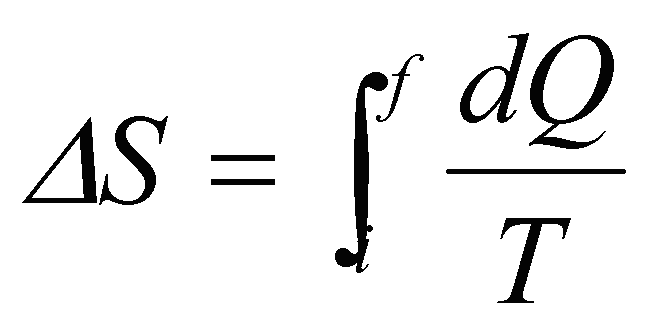 ΔS = ∫_i^f dQ/T